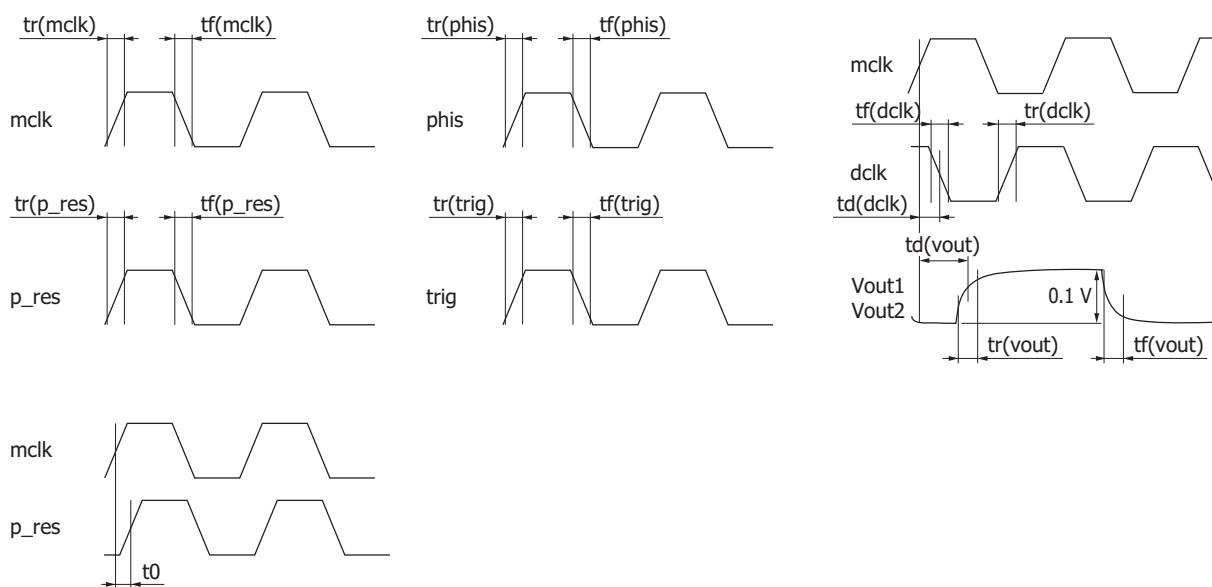 tr(mclk)
tf(mclk)
mclk
tr(p_res)
tf(p_res)
p_res
mclk
p_res
t0
tr(phis)
tf(phis)
phis
tr(trig)
tf(trig)
trig
mclk
tf(dclk)
tr(dclk)
dclk
td(dclk)
td(vout)
Vout1
Vout2
0.1 V
tr(vout)
tf(vout)